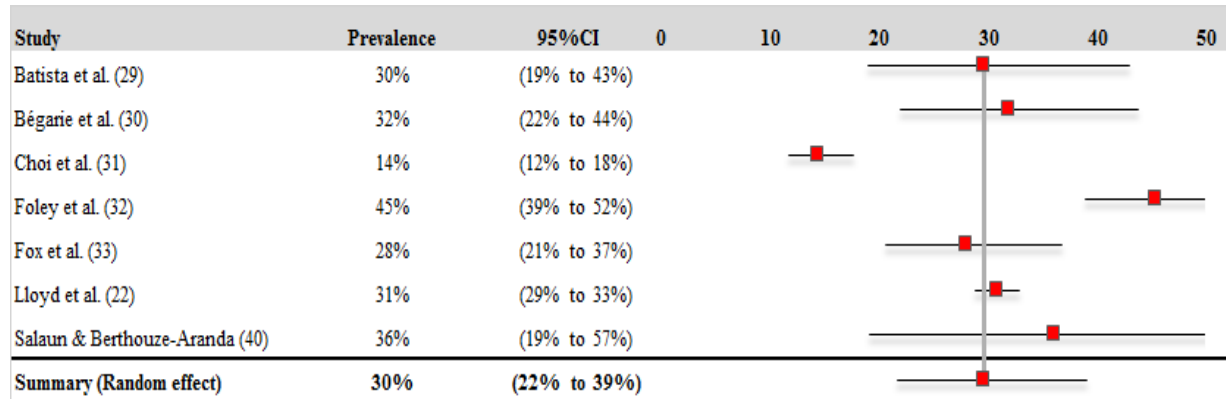 Study Prevalence 95%CI 0 10 20 30 40 50
Batista et al. (29) 30% (19% to 43%)
Bégarie et al. (30) 32% (22% to 44%)
Choi et al. (31) 14% (12% to 18%)
Foley et al. (32) 45% (39% to 52%)
Fox et al. (33) 28% (21% to 37%)
Lloyd et al. (22) 31% (29% to 33%)
Salaun & Berthouze-Aranda (40) 36% (19% to 57%)
Summary (Random effect) 30% (22% to 39%)